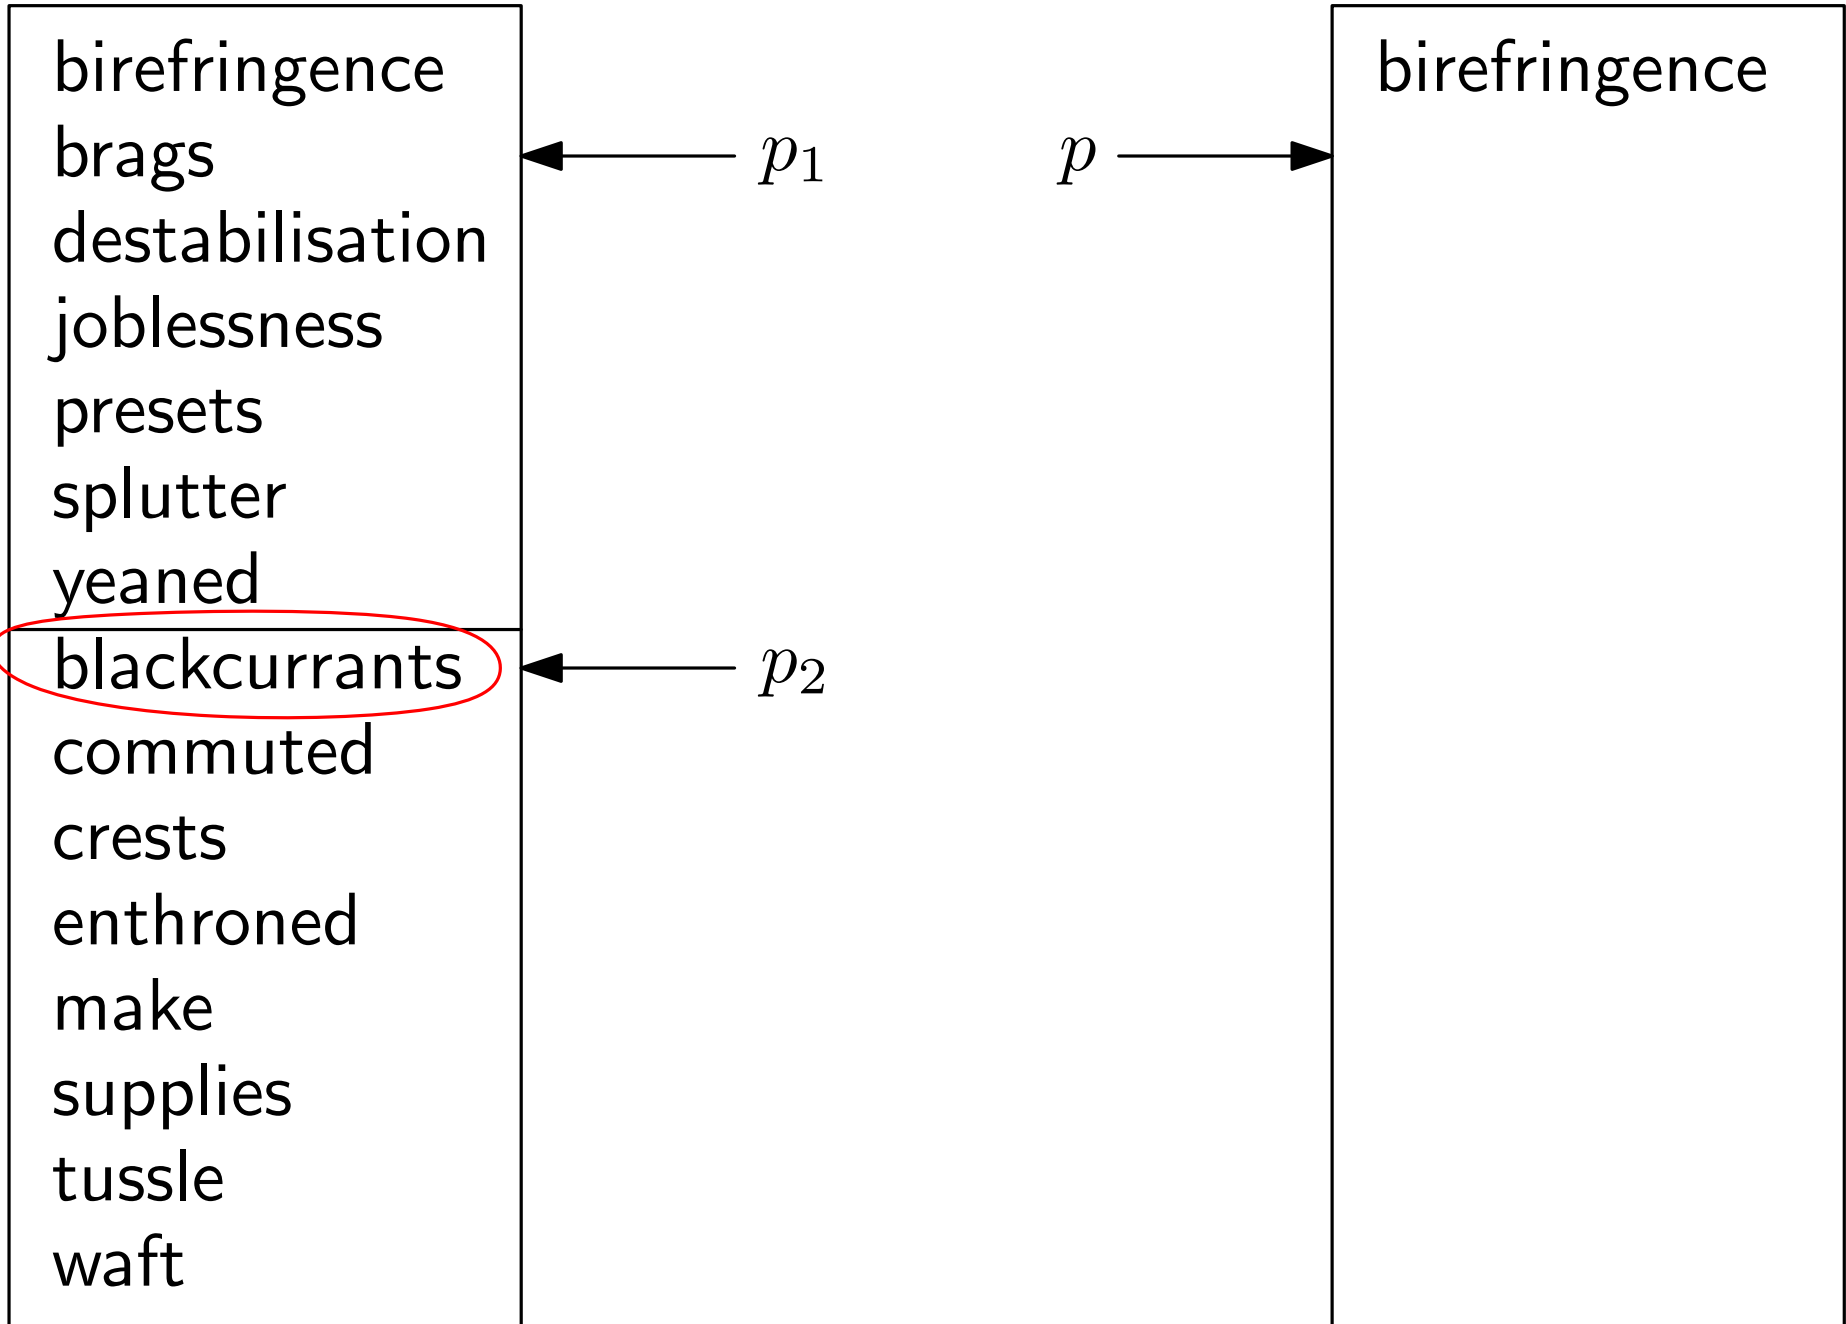 birefringence
brags
destabilisation
joblessness
presets
splutter
yeaned
blackcurrants
commuted
crests
enthroned
make
supplies
tussle
waft
p1
p2
p
birefringence